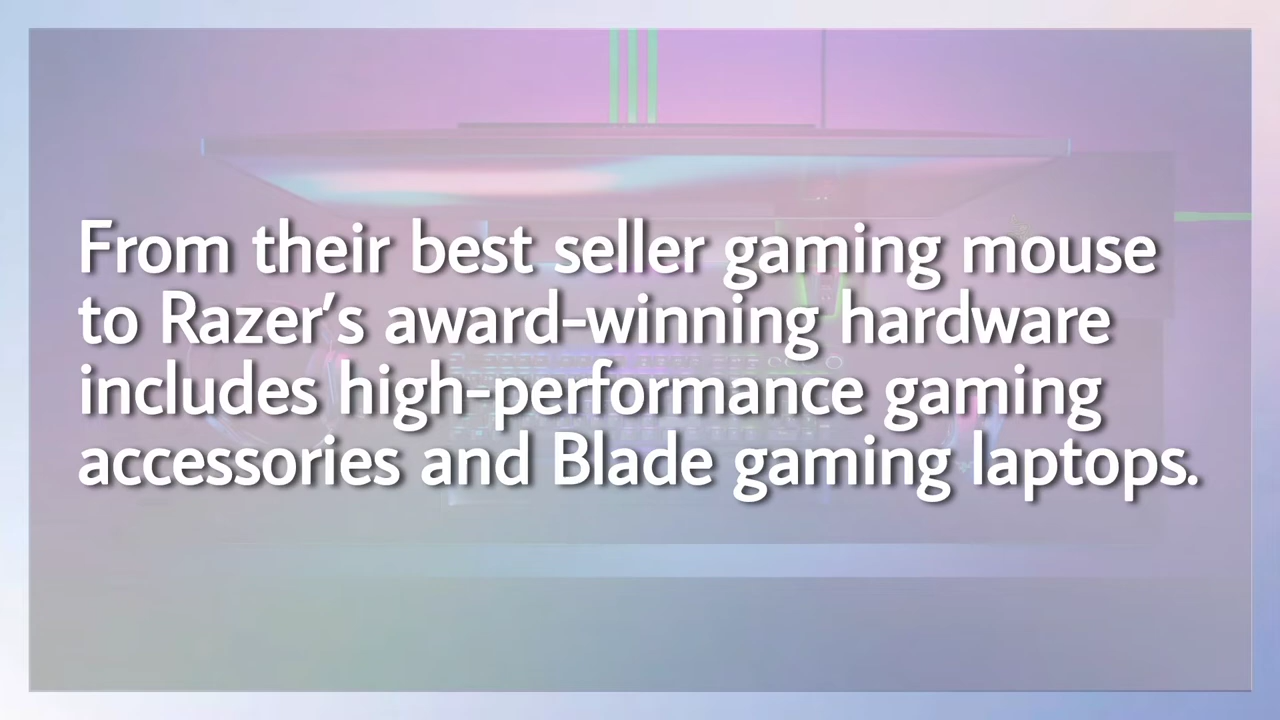 From their best seller gaming mouse
to Razer's award-winning hardware
includes high-performance gaming
accessories and Blade gaming laptops.